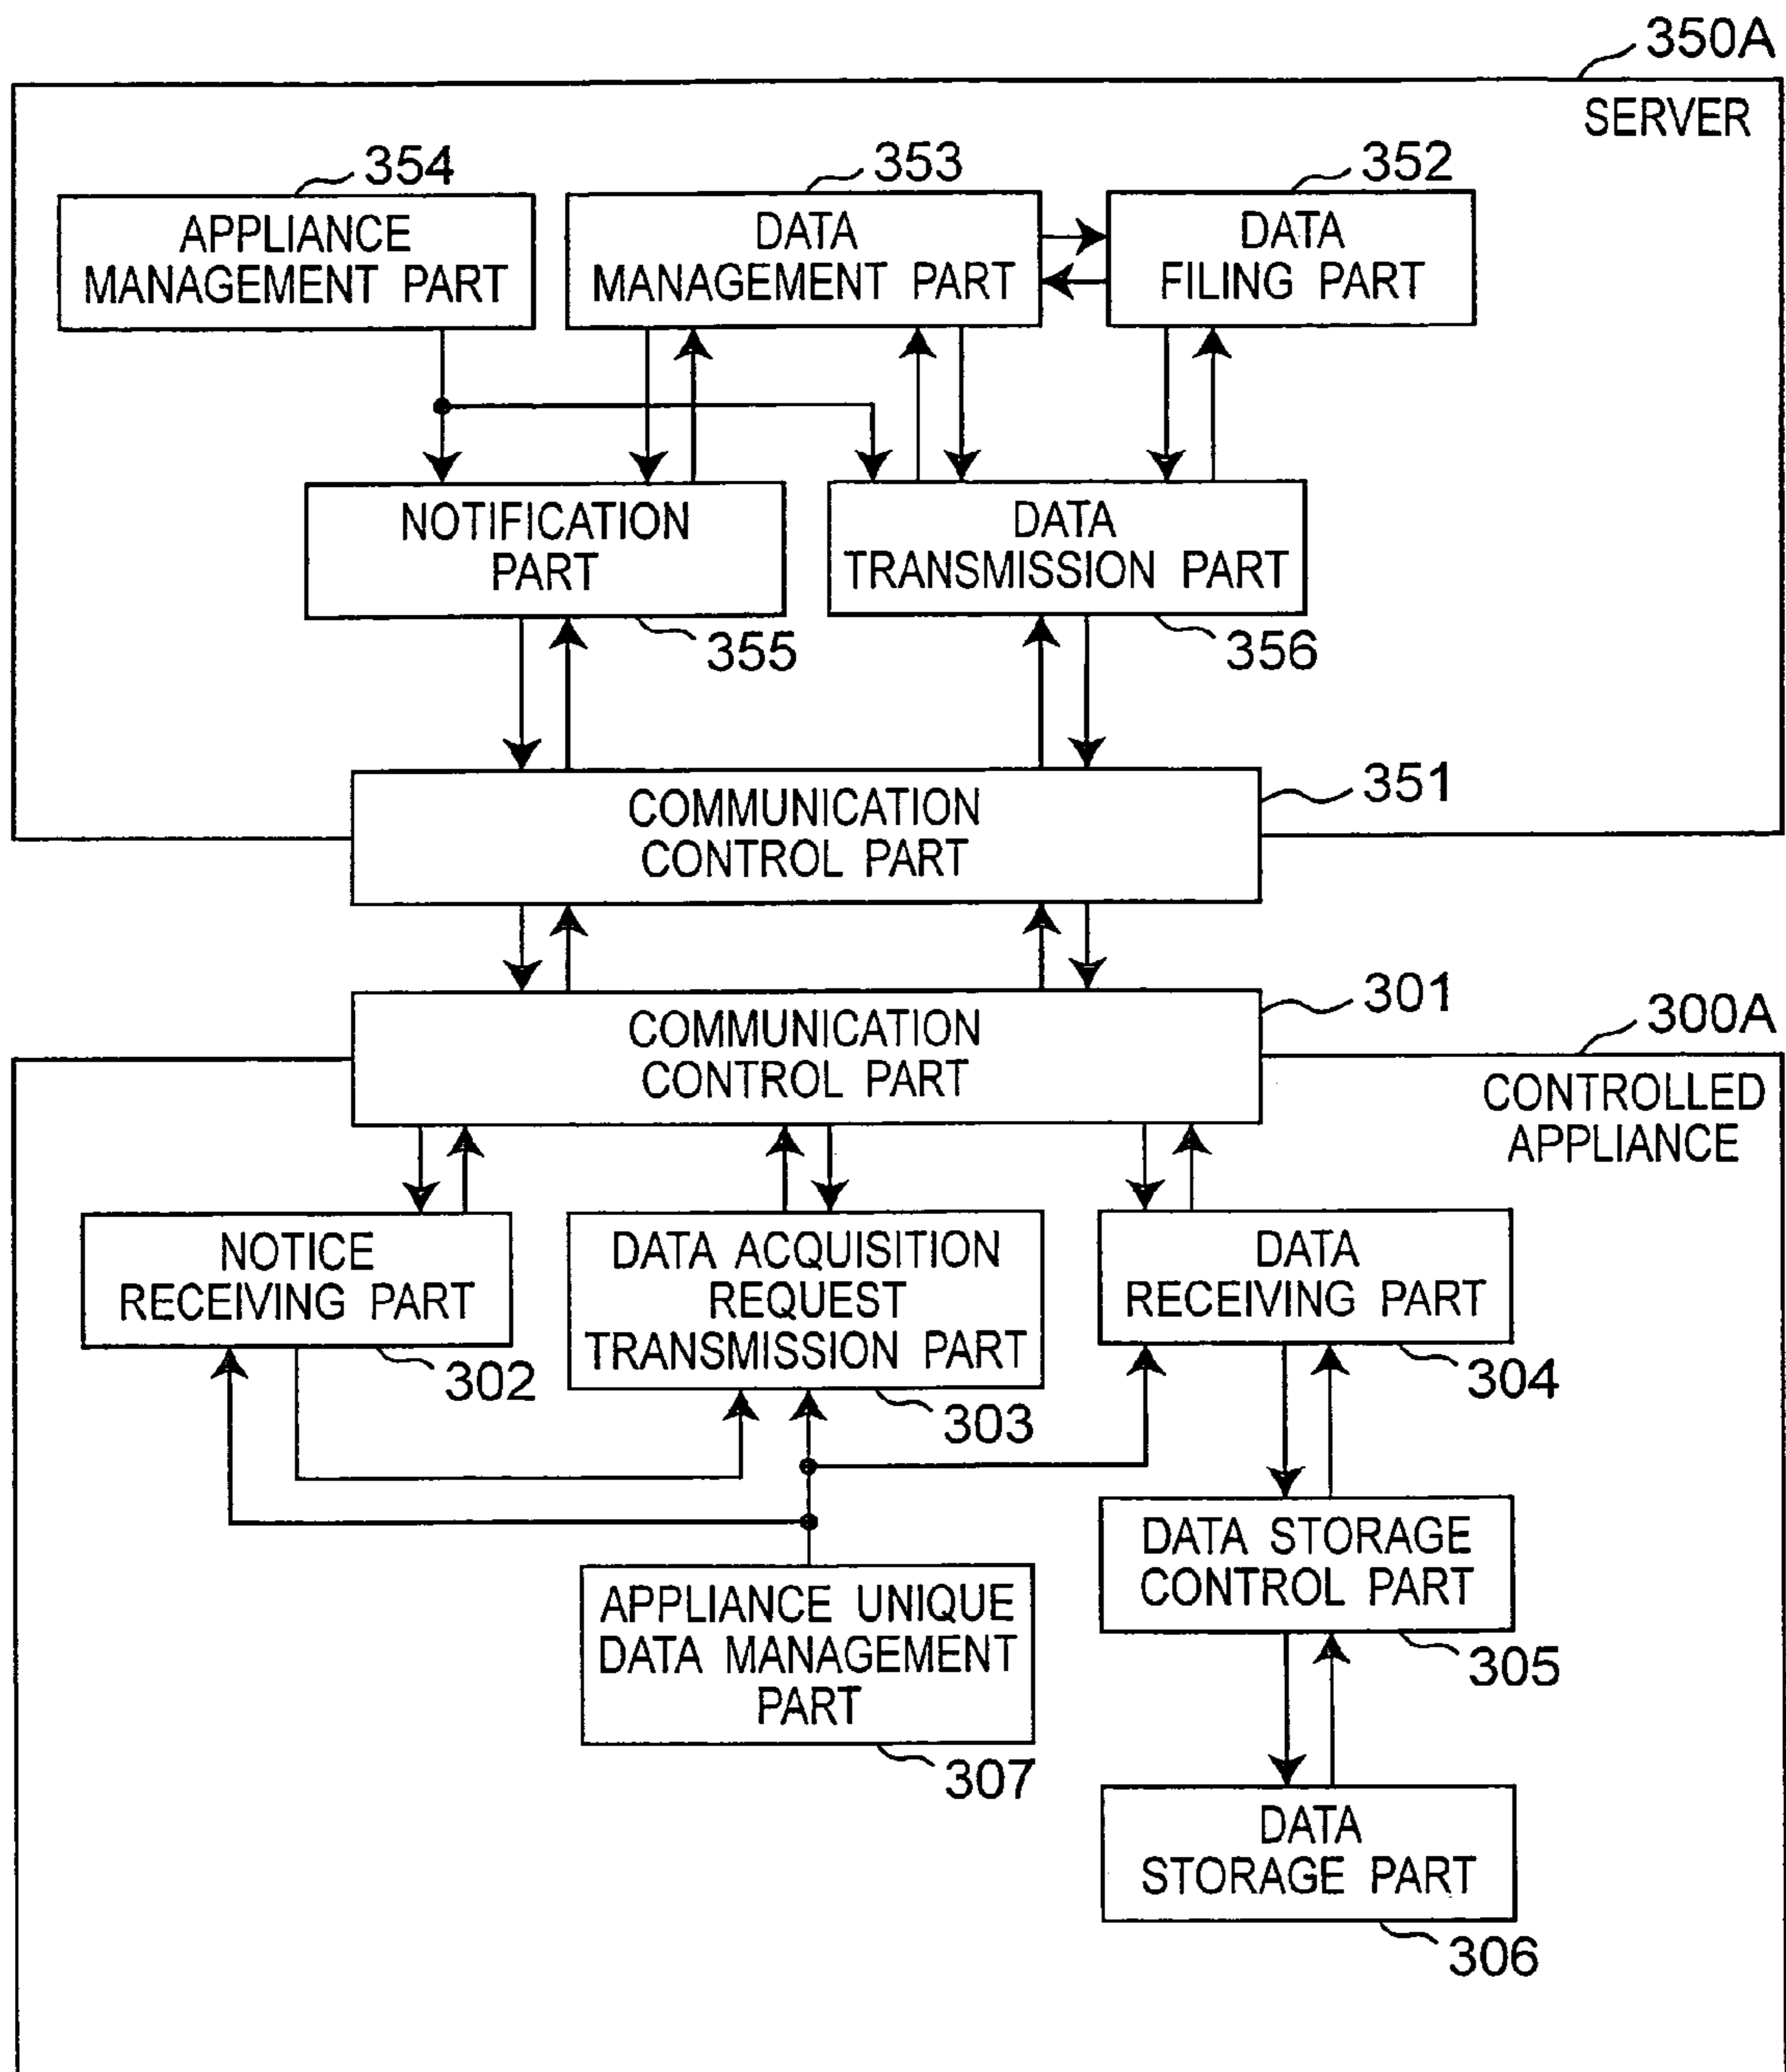 350A
SERVER
354
353
352
APPLIANCE
MANAGEMENT PART
DATA
MANAGEMENT PART
DATA
FILING PART
NOTIFICATION
PART
DATA
TRANSMISSION PART
355
356
351
COMMUNICATION
CONTROL PART
301
COMMUNICATION
CONTROL PART
300A
CONTROLLED
APPLIANCE
NOTICE
RECEIVING PART
DATA ACQUISITION
REQUEST
TRANSMISSION PART
DATA
RECEIVING PART
302
303
304
DATA STORAGE
CONTROL PART
305
APPLIANCE UNIQUE
DATA MANAGEMENT
PART
307
DATA
STORAGE PART
306